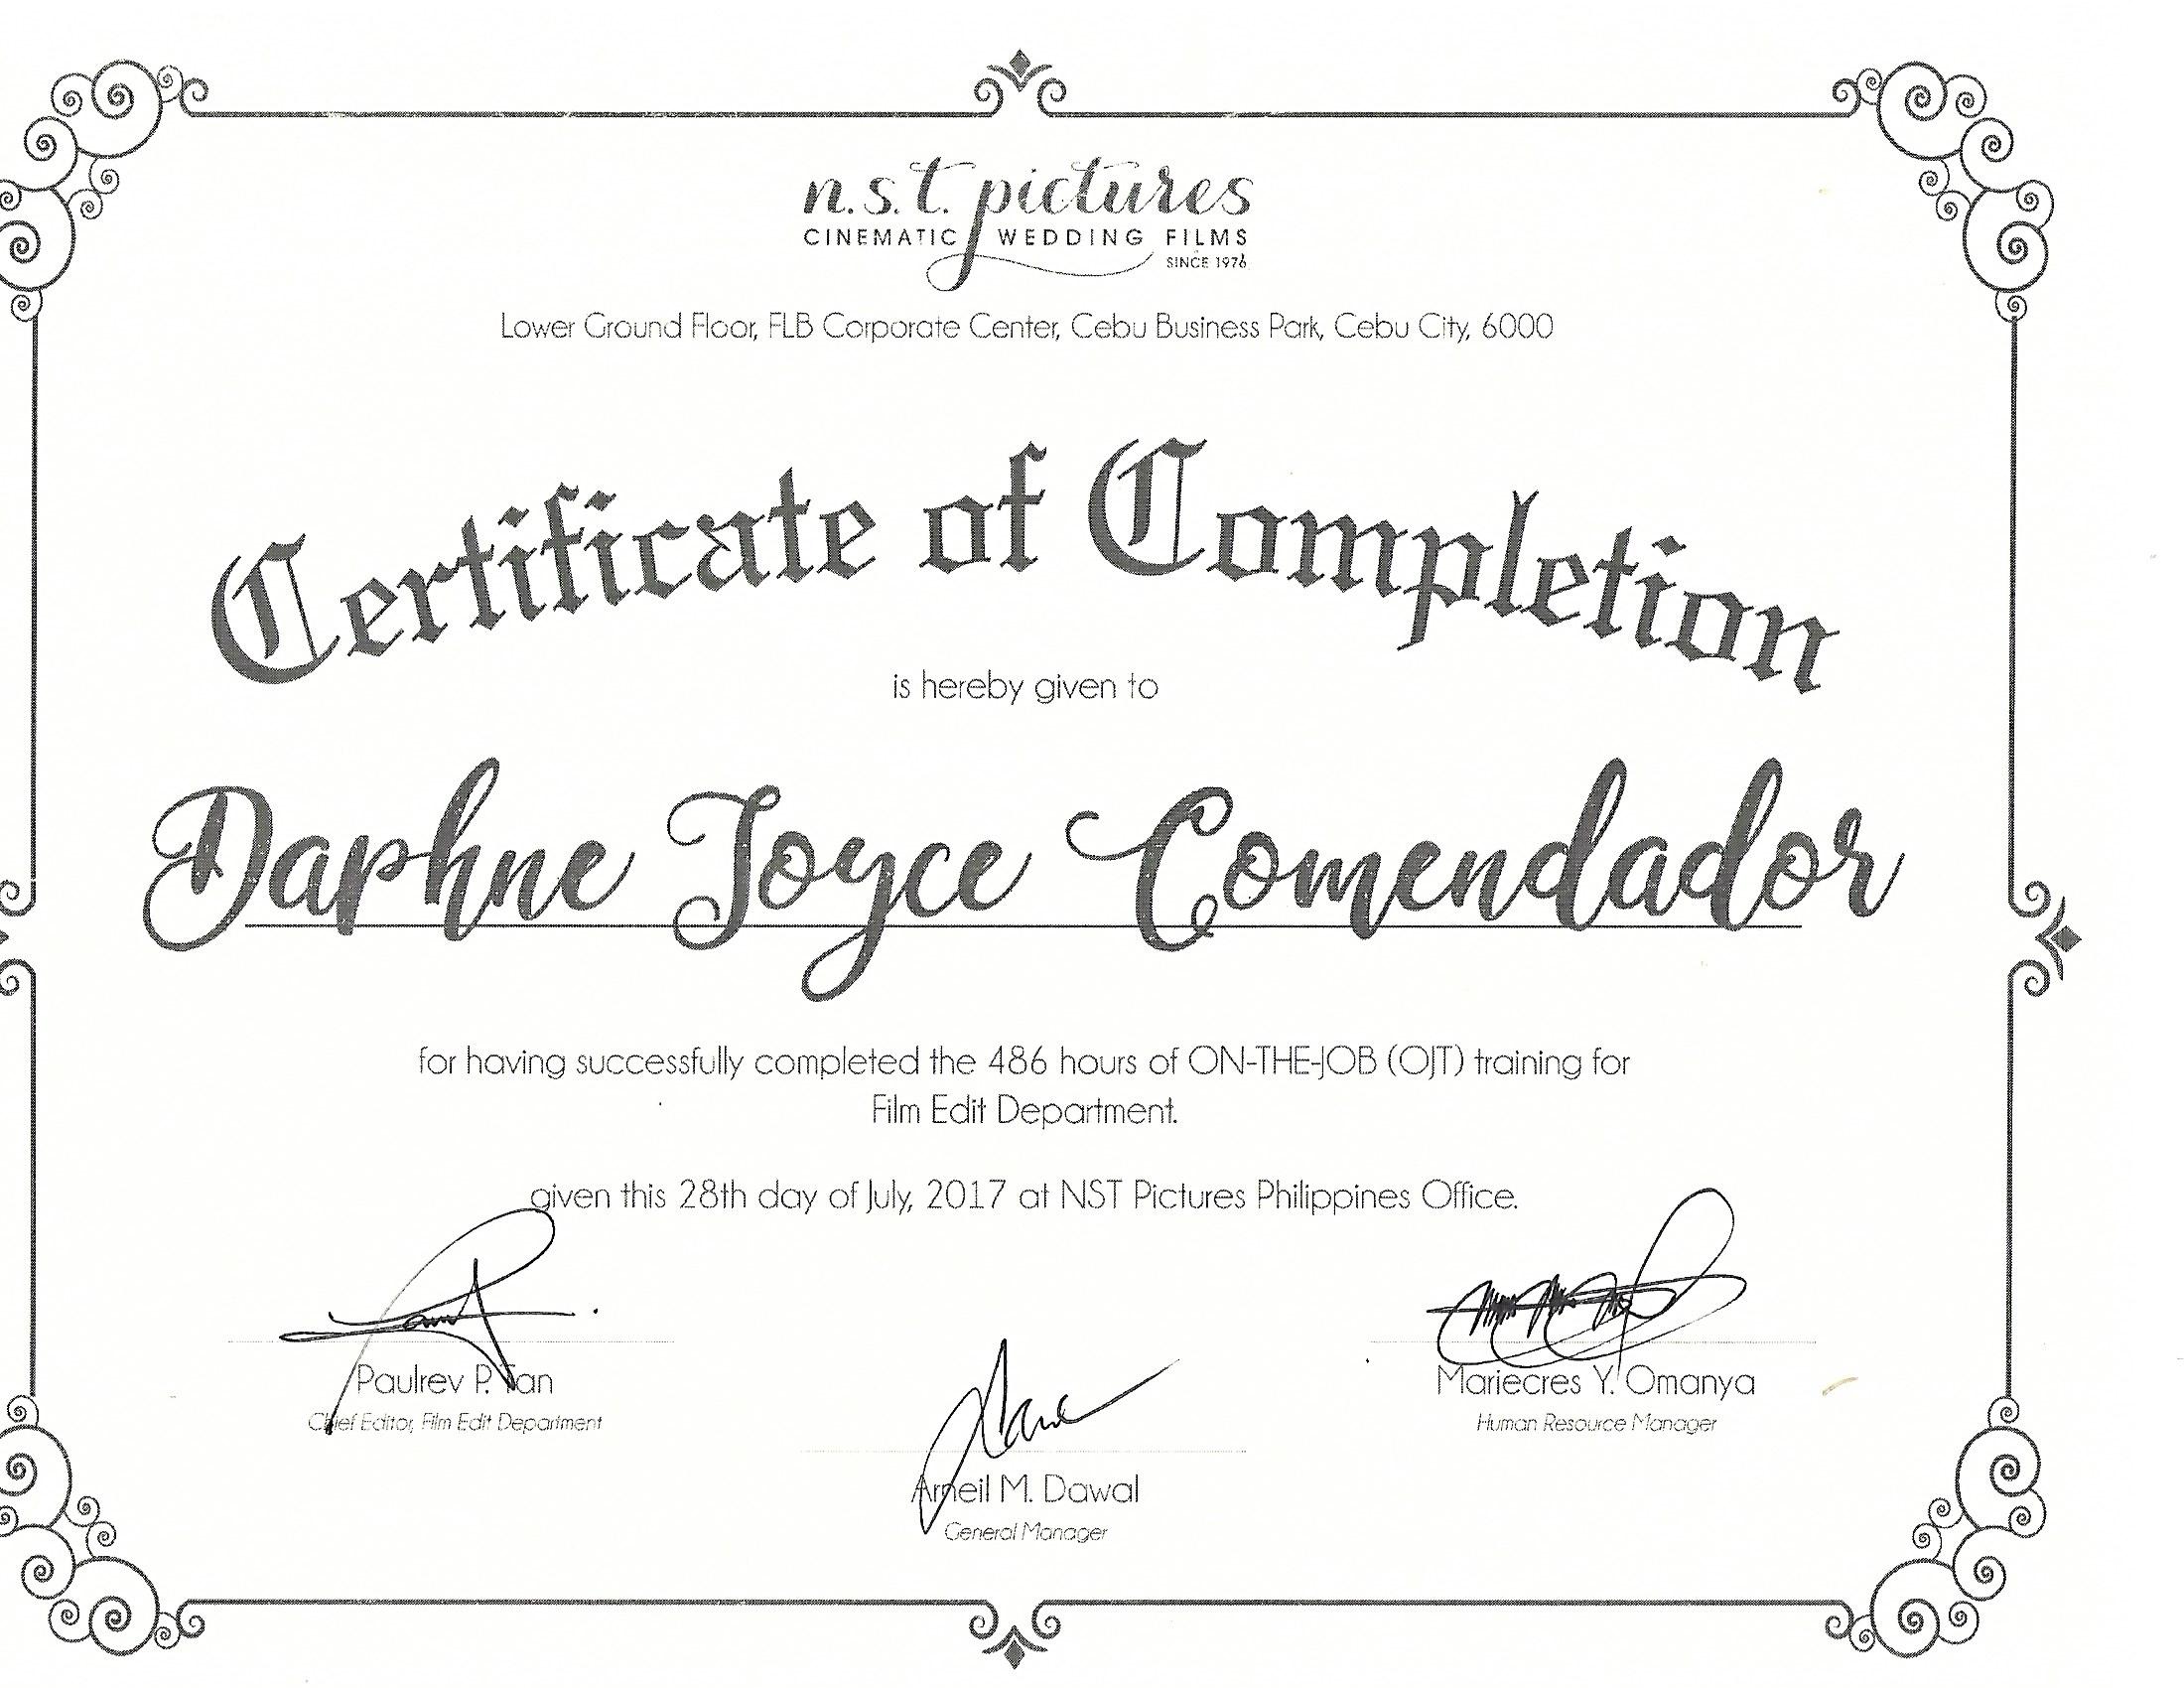 n.s.t. pictures
CINEMATIC WEDDING FILMS
SINCE 1976
Lower Ground Floor, FLB Corporate Center, Cebu Business Park, Cebu City, 6000
Certificate of Completion
is hereby given to
Daphne Joyce Comendador
for having successfully completed the 486 hours of ON-THE-JOB (OJT) training for
Film Edit Department.
given this 28th day of July, 2017 at NST Pictures Philippines Office.
Paulrev P. Tan
Chief Editor, Film Edit Department
Mariecres Y. Omanya
Human Resource Manager
Arneil M. Dawal
General Manager